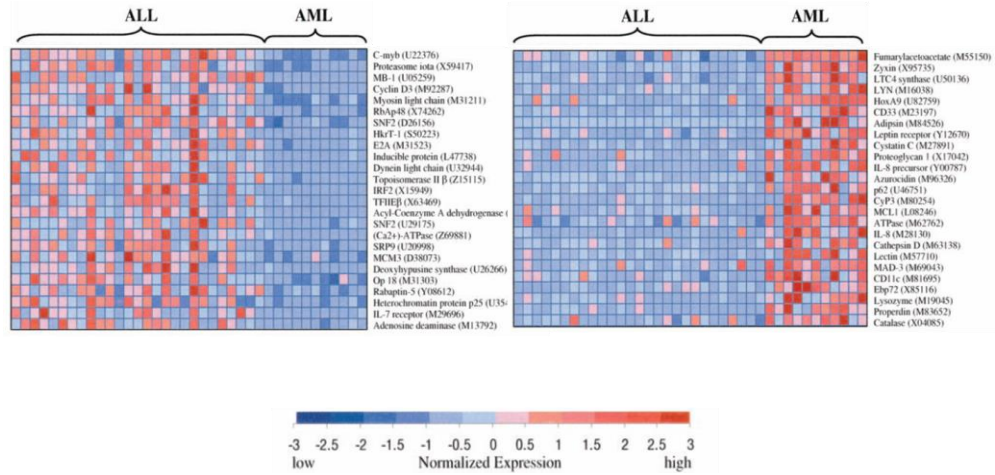 ALL AML
C-myb (U22376)
Proteasome iota (X59417)
MB-1 (U05259)
Cyclin D3 (M92287)
Myosin light chain (M31211)
RbAp48 (X74262)
SNF2 (D26156)
HkrT-1 (S50223)
E2A (M31523)
Inducible protein (L47738)
Dynein light chain (U32944)
Topoisomerase II β (Z15115)
IRF2 (X15949)
TFIIEβ (X63469)
Acyl-Coenzyme A dehydrogenase (
SNF2 (U29175)
(Ca2+)-ATPase (Z69881)
SRP9 (U20998)
MCM3 (D38073)
Deoxyhypusine synthase (U26266)
Op 18 (M31303)
Rabaptin-5 (Y08612)
Heterochromatin protein p25 (U35
IL-7 receptor (M29696)
Adenosine deaminase (M13792)
ALL AML
Fumarylacetoacetate (M55150)
Zyxin (X95735)
LTC4 synthase (U50136)
LYN (M16038)
HoxA9 (U82759)
CD33 (M23197)
Adipsin (M84526)
Leptin receptor (Y12670)
Cystatin C (M27891)
Proteoglycan 1 (X17042)
IL-8 precursor (Y00787)
Azurocidin (M96326)
p62 (U46751)
CyP3 (M80254)
MCL1 (L08246)
ATPase (M62762)
IL-8 (M28130)
Cathepsin D (M63138)
Lectin (M57710)
MAD-3 (M69043)
CD11c (M81695)
Ebp72 (X85116)
Lysozyme (M19045)
Properdin (M83652)
Catalase (X04085)
-3 -2.5 -2 -1.5 -1 -0.5 0 0.5 1 1.5 2 2.5 3
low Normalized Expression high